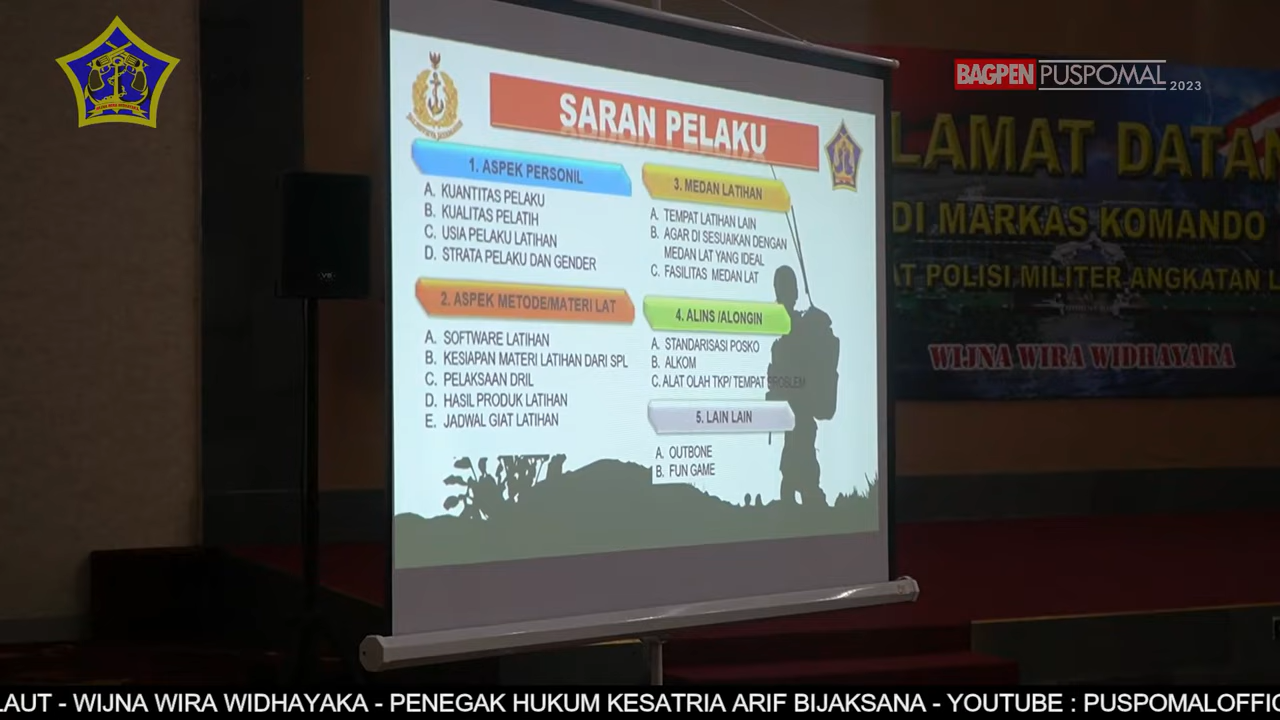 BAGPEN PUSPOMAL 2023
SARAN PELAKU
1. ASPEK PERSONIL
A. KUANTITAS PELAKU
B. KUALITAS PELATIH
C. USIA PELAKU LATIHAN
D. STRATA PELAKU DAN GENDER
2. ASPEK METODE/MATERI LAT
A. SOFTWARE LATIHAN
B. KESIAPAN MATERI LATIHAN DARI SPL
C. PELAKSAAN DRIL
D. HASIL PRODUK LATIHAN
E. JADWAL GIAT LATIHAN
3. MEDAN LATIHAN
A. TEMPAT LATIHAN LAIN
B. AGAR DI SESUAIKAN DENGAN
MEDAN LAT YANG IDEAL
C. FASILITAS MEDAN LAT
4. ALINS /ALONGIN
A. STANDARISASI POSKO
B. ALKOM
C. ALAT OLAH TKP/ TEMPAT PROBLEM
5. LAIN LAIN
A. OUTBONE
B. FUN GAME
LAMAT DATAN
DI MARKAS KOMANDO
AT POLISI MILITER ANGKATAN L
WIJNA WIRA WIDHAYAKA
LAUT - WIJNA WIRA WIDHAYAKA - PENEGAK HUKUM KESATRIA ARIF BIJAKSANA - YOUTUBE : PUSPOMALOFFIC